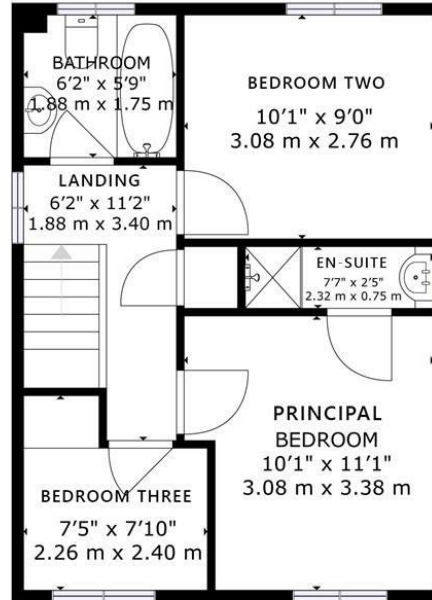 BATHROOM
6'2" x 5'9"
1.88 m x 1.75 m
BEDROOM TWO
10'1" x 9'0"
3.08 m x 2.76 m
LANDING
6'2" x 11'2"
1.88 m x 3.40 m
EN-SUITE
7'7" x 2'5"
2.32 m x 0.75 m
PRINCIPAL
BEDROOM
10'1" x 11'1"
3.08 m x 3.38 m
BEDROOM THREE
7'5" x 7'10"
2.26 m x 2.40 m